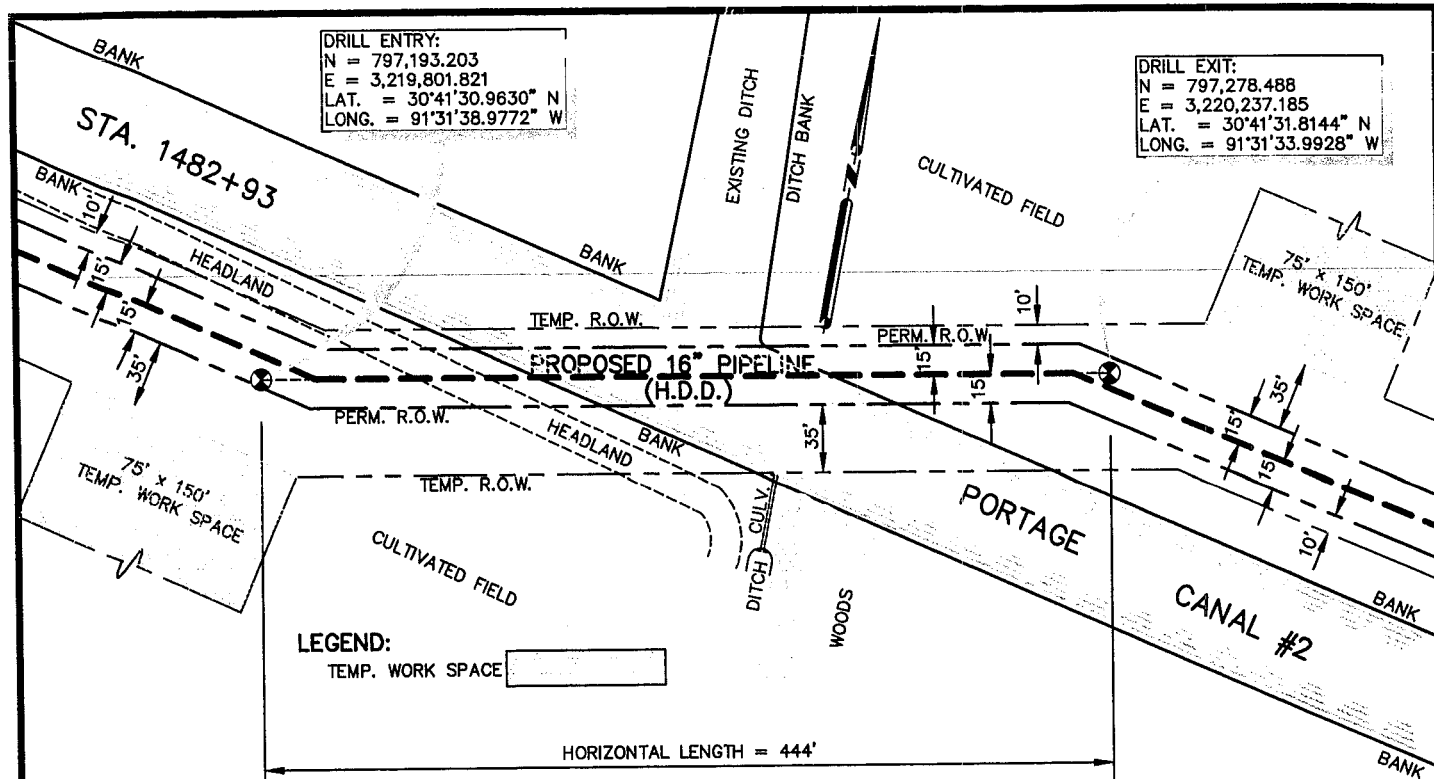 DRILL ENTRY:
N = 797,193.203
E = 3,219,801.821
LAT. = 30°41'30.9630" N
LONG. = 91°31'38.9772" W
DRILL EXIT:
N = 797,278.488
E = 3,220,237.185
LAT. = 30°41'31.8144" N
LONG. = 91°31'33.9928" W
BANK
STA. 1482+93
BANK
EXISTING DITCH
DITCH BANK
N
CULTIVATED FIELD
10'
15'
15'
35'
HEADLAND
BANK
75' x 150'
TEMP. WORK SPACE
TEMP. R.O.W.
10'
PERM. R.O.W
15'
15'
PROPOSED 16" PIPELINE
(H.D.D.)
PERM. R.O.W.
HEADLAND
BANK
35'
35'
15'
15'
10'
TEMP. R.O.W.
75' x 150'
TEMP. WORK SPACE
CULTIVATED FIELD
CULV.
DITCH
WOODS
PORTAGE
CANAL #2
BANK
BANK
LEGEND:
TEMP. WORK SPACE
HORIZONTAL LENGTH = 444'